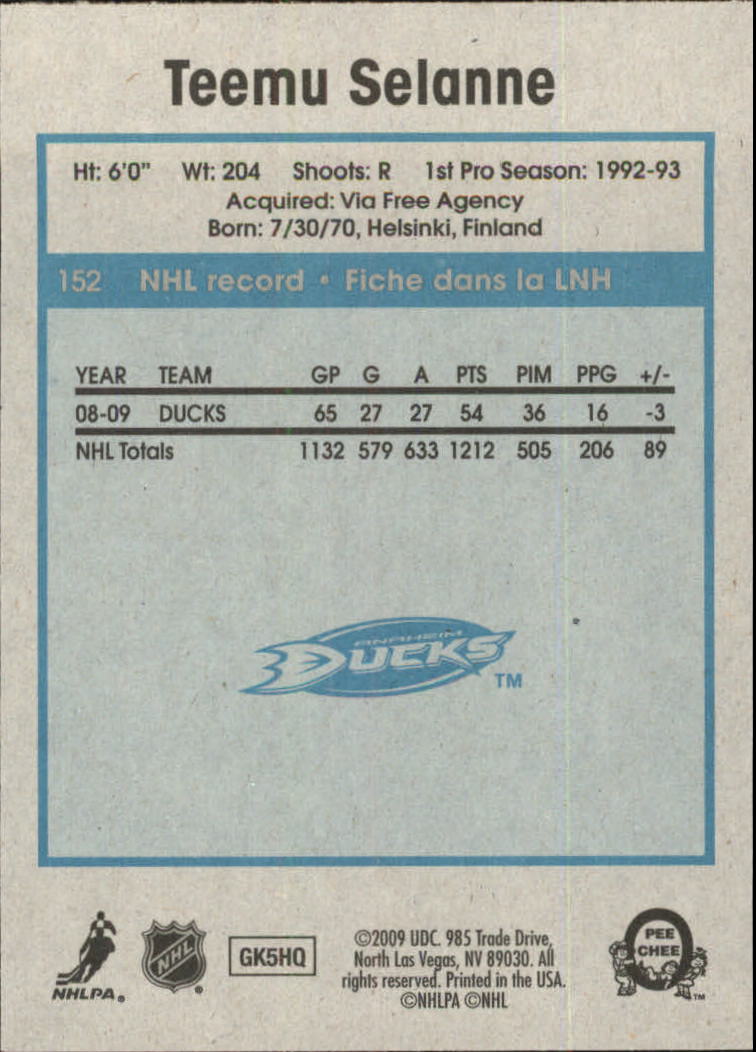 Teemu Selanne
Ht: 6'0" Wt: 204 Shoots: R 1st Pro Season: 1992-93
Acquired: Via Free Agency
Born: 7/30/70, Helsinki, Finland
152 NHL record • Fiche dans la LNH
YEAR TEAM GP G A PTS PIM PPG +/-
08-09 DUCKS 65 27 27 54 36 16 -3
NHL Totals 1132 579 633 1212 505 206 89
ANAHEIM
DUCKS TM
NHLPA®
NHL®
GK5HQ
©2009 UDC. 985 Trade Drive,
North Las Vegas, NV 89030. All
rights reserved. Printed in the USA.
©NHLPA ©NHL
O
PEE
CHEE
TM